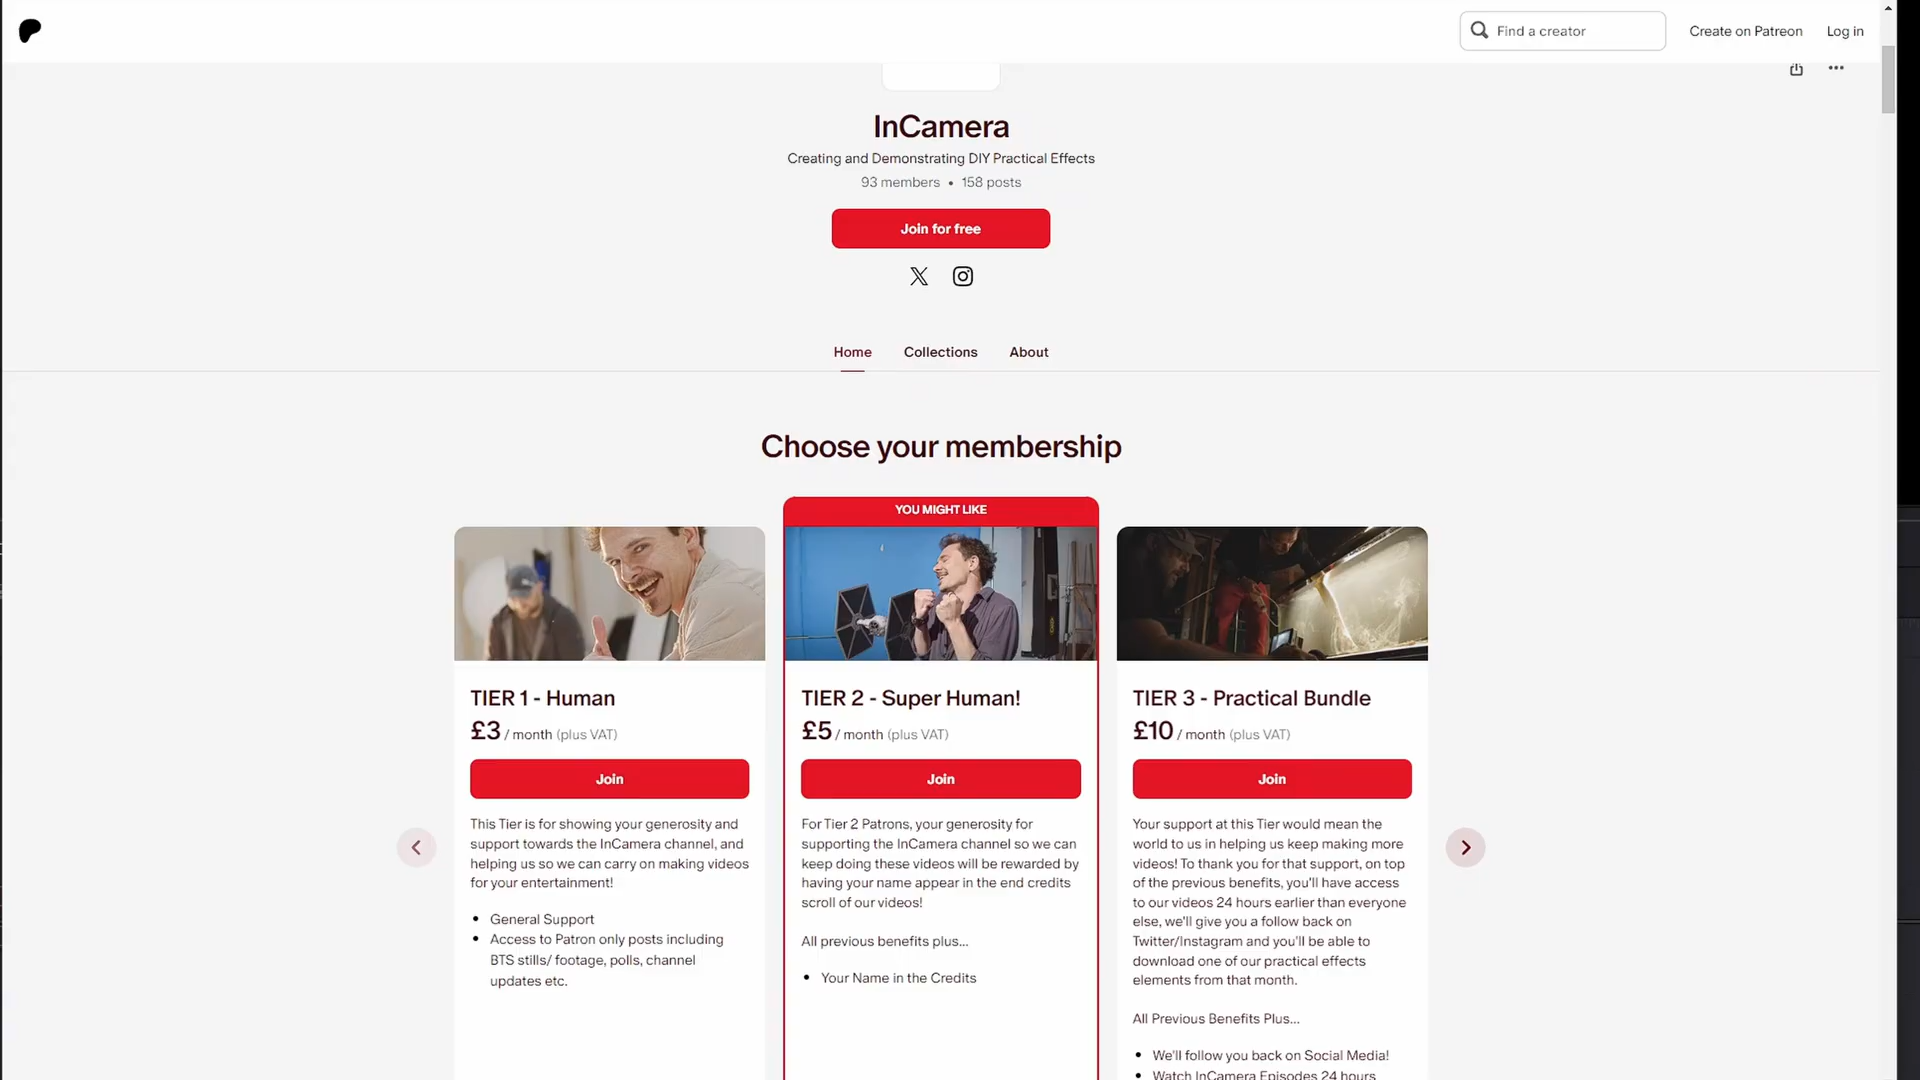 Find a creator
Create on Patreon
Log in
InCamera
Creating and Demonstrating DIY Practical Effects
93 members • 158 posts
Join for free
Home
Collections
About
Choose your membership
YOU MIGHT LIKE
TIER 1 - Human
£3 / month (plus VAT)
Join
This Tier is for showing your generosity and
support towards the InCamera channel, and
helping us so we can carry on making videos
for your entertainment!
• General Support
• Access to Patron only posts including
BTS stills/ footage, polls, channel
updates etc.
TIER 2 - Super Human!
£5 / month (plus VAT)
Join
For Tier 2 Patrons, your generosity for
supporting the InCamera channel so we can
keep doing these videos will be rewarded by
having your name appear in the end credits
scroll of our videos!
All previous benefits plus...
• Your Name in the Credits
TIER 3 - Practical Bundle
£10 / month (plus VAT)
Join
Your support at this Tier would mean the
world to us in helping us keep making more
videos! To thank you for that support, on top
of the previous benefits, you'll have access
to our videos 24 hours earlier than everyone
else, we'll give you a follow back on
Twitter/Instagram and you'll be able to
download one of our practical effects
elements from that month.
All Previous Benefits Plus...
• We'll follow you back on Social Media!
• Watch InCamera Episodes 24 hours